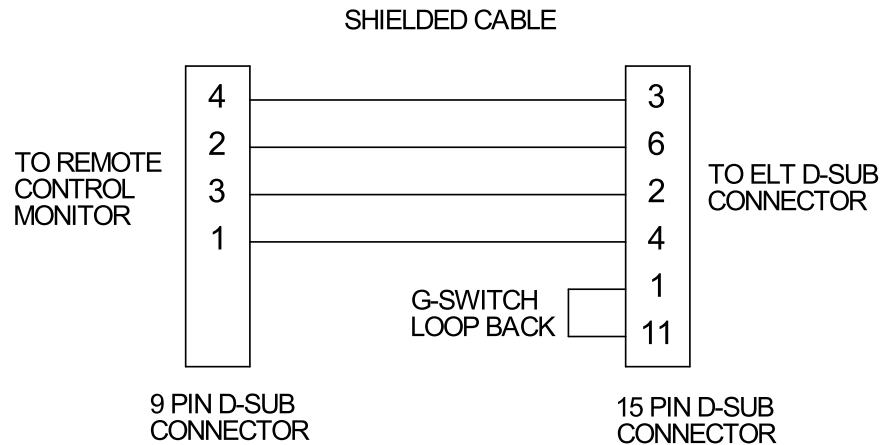 SHIELDED CABLE
4
2
3
1
TO REMOTE
CONTROL
MONITOR
3
6
2
4
1
11
TO ELT D-SUB
CONNECTOR
G-SWITCH
LOOP BACK
9 PIN D-SUB
CONNECTOR
15 PIN D-SUB
CONNECTOR